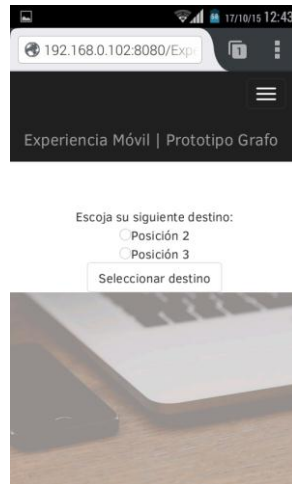 17/10/15 12:43
192.168.0.102:8080/Expe
1
Experiencia Móvil | Prototipo Grafo
Escoja su siguiente destino:
Posición 2
Posición 3
Seleccionar destino